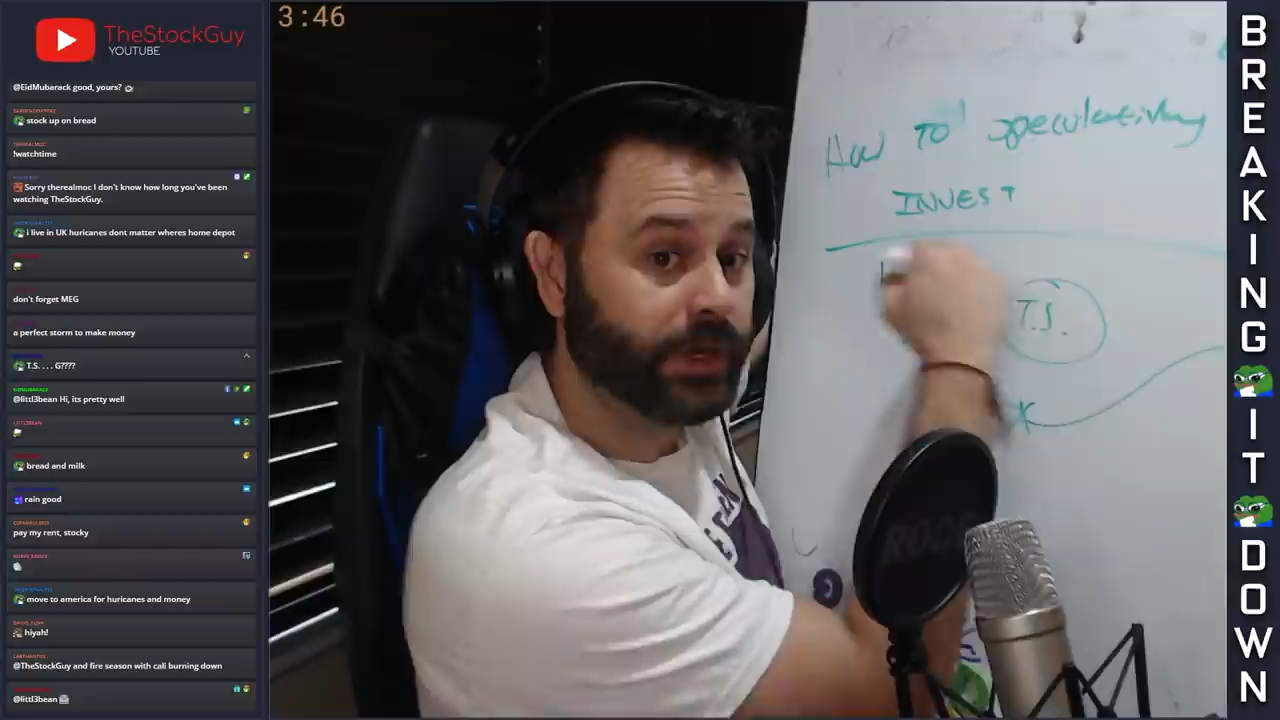 TheStockGuy
YOUTUBE
@EidMubarack good, yours?
stock up on bread
!watchtime
Sorry therealmoc I don't know how long you've been
watching TheStockGuy.
i live in UK huricanes dont matter wheres home depot
don't forget MEG
a perfect storm to make money
T.S. . . . G????
@littl3bean Hi, its pretty well
bread and milk
rain good
pay my rent, stocky
move to america for huricanes and money
hiyah!
@TheStockGuy and fire season with cali burning down
@littl3bean
3:46
How TO speculativly
INVEST
T.S.
RODE
BREAKING IT DOWN